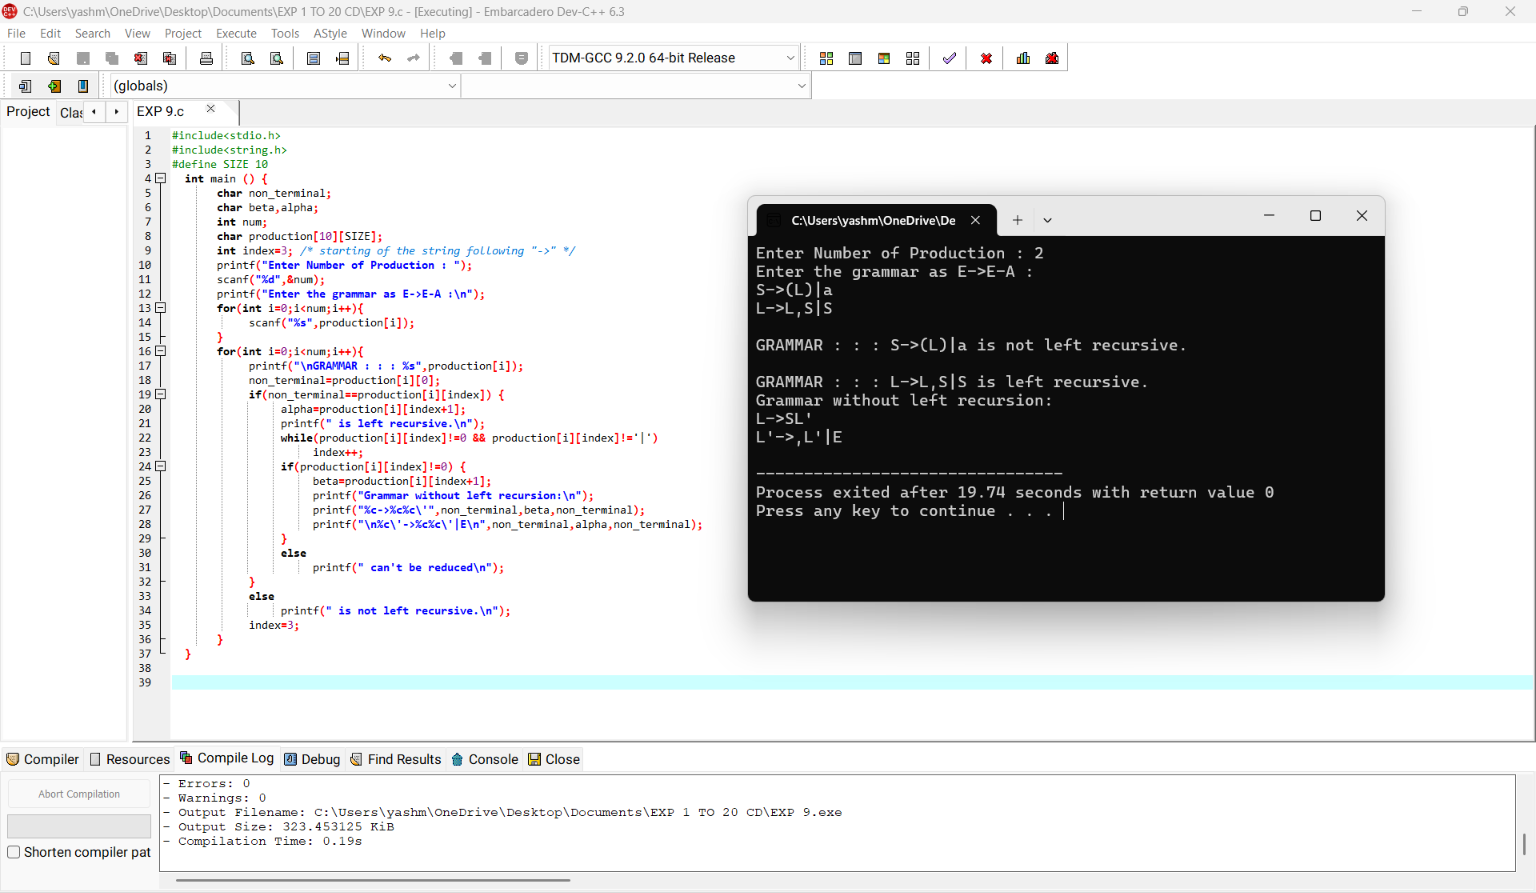 C:\Users\yashm\OneDrive\Desktop\Documents\EXP 1 TO 20 CD\EXP 9.c - [Executing] - Embarcadero Dev-C++ 6.3
File Edit Search View Project Execute Tools AStyle Window Help
TDM-GCC 9.2.0 64-bit Release
(globals)
Project Clas EXP 9.c
1 #include<stdio.h>
2 #include<string.h>
3 #define SIZE 10
4 int main () {
5 char non_terminal;
6 char beta,alpha;
7 int num;
8 char production[10][SIZE];
9 int index=3; /* starting of the string following "->" */
10 printf("Enter Number of Production : ");
11 scanf("%d",&num);
12 printf("Enter the grammar as E->E-A :\n");
13 for(int i=0;i<num;i++){
14 scanf("%s",production[i]);
15 }
16 for(int i=0;i<num;i++){
17 printf("\nGRAMMAR : : : %s",production[i]);
18 non_terminal=production[i][0];
19 if(non_terminal==production[i][index]) {
20 alpha=production[i][index+1];
21 printf(" is left recursive.\n");
22 while(production[i][index]!=0 && production[i][index]!='|')
23 index++;
24 if(production[i][index]!=0) {
25 beta=production[i][index+1];
26 printf("Grammar without left recursion:\n");
27 printf("%c->%c%c\'",non_terminal,beta,non_terminal);
28 printf("\n%c\'->%c%c\'|E\n",non_terminal,alpha,non_terminal);
29 }
30 else
31 printf(" can't be reduced\n");
32 }
33 else
34 printf(" is not left recursive.\n");
35 index=3;
36 }
37 }
38
39
C:\Users\yashm\OneDrive\De
Enter Number of Production : 2
Enter the grammar as E->E-A :
S->(L)|a
L->L,S|S
GRAMMAR : : : S->(L)|a is not left recursive.
GRAMMAR : : : L->L,S|S is left recursive.
Grammar without left recursion:
L->SL'
L'->,L'|E
--------------------------------
Process exited after 19.74 seconds with return value 0
Press any key to continue . . .
Compiler Resources Compile Log Debug Find Results Console Close
Abort Compilation
Shorten compiler pat
- Errors: 0
- Warnings: 0
- Output Filename: C:\Users\yashm\OneDrive\Desktop\Documents\EXP 1 TO 20 CD\EXP 9.exe
- Output Size: 323.453125 KiB
- Compilation Time: 0.19s